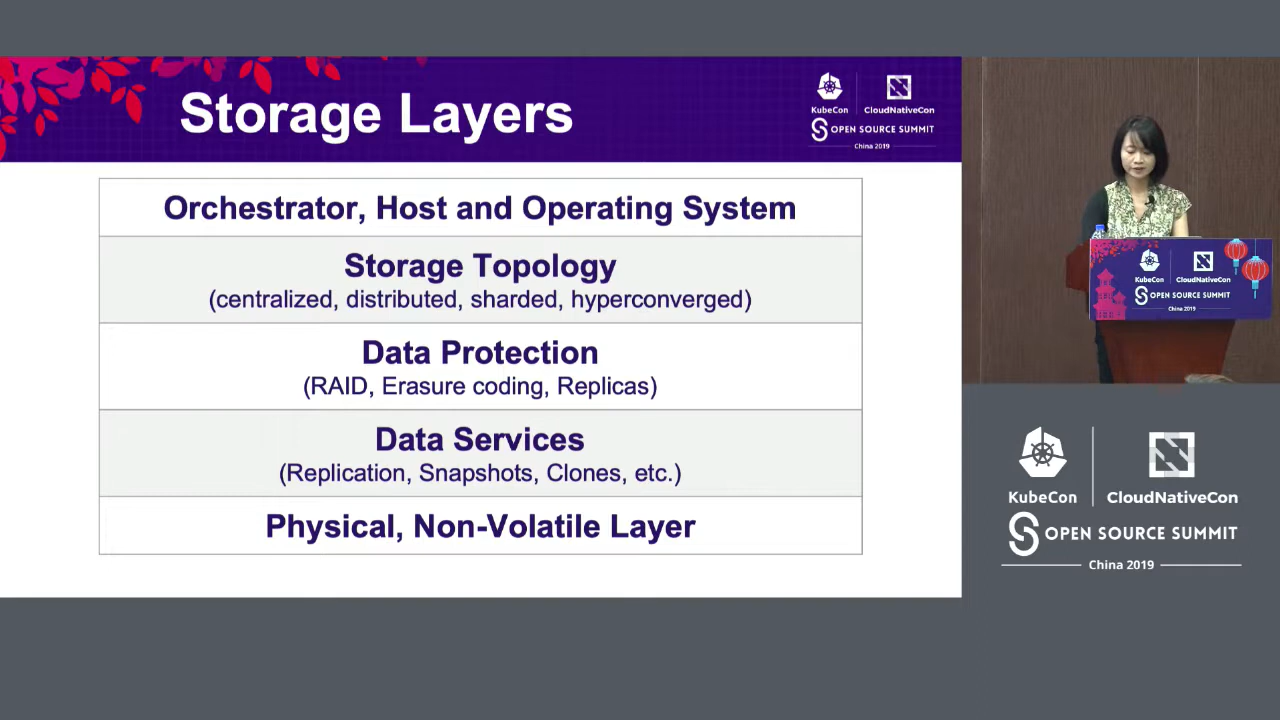 Storage Layers
KubeCon
CloudNativeCon
OPEN SOURCE SUMMIT
China 2019
Orchestrator, Host and Operating System
Storage Topology
(centralized, distributed, sharded, hyperconverged)
Data Protection
(RAID, Erasure coding, Replicas)
Data Services
(Replication, Snapshots, Clones, etc.)
Physical, Non-Volatile Layer
KubeCon
CloudNativeCon
OPEN SOURCE SUMMIT
China 2019
KubeCon
CloudNativeCon
OPEN SOURCE SUMMIT
China 2019